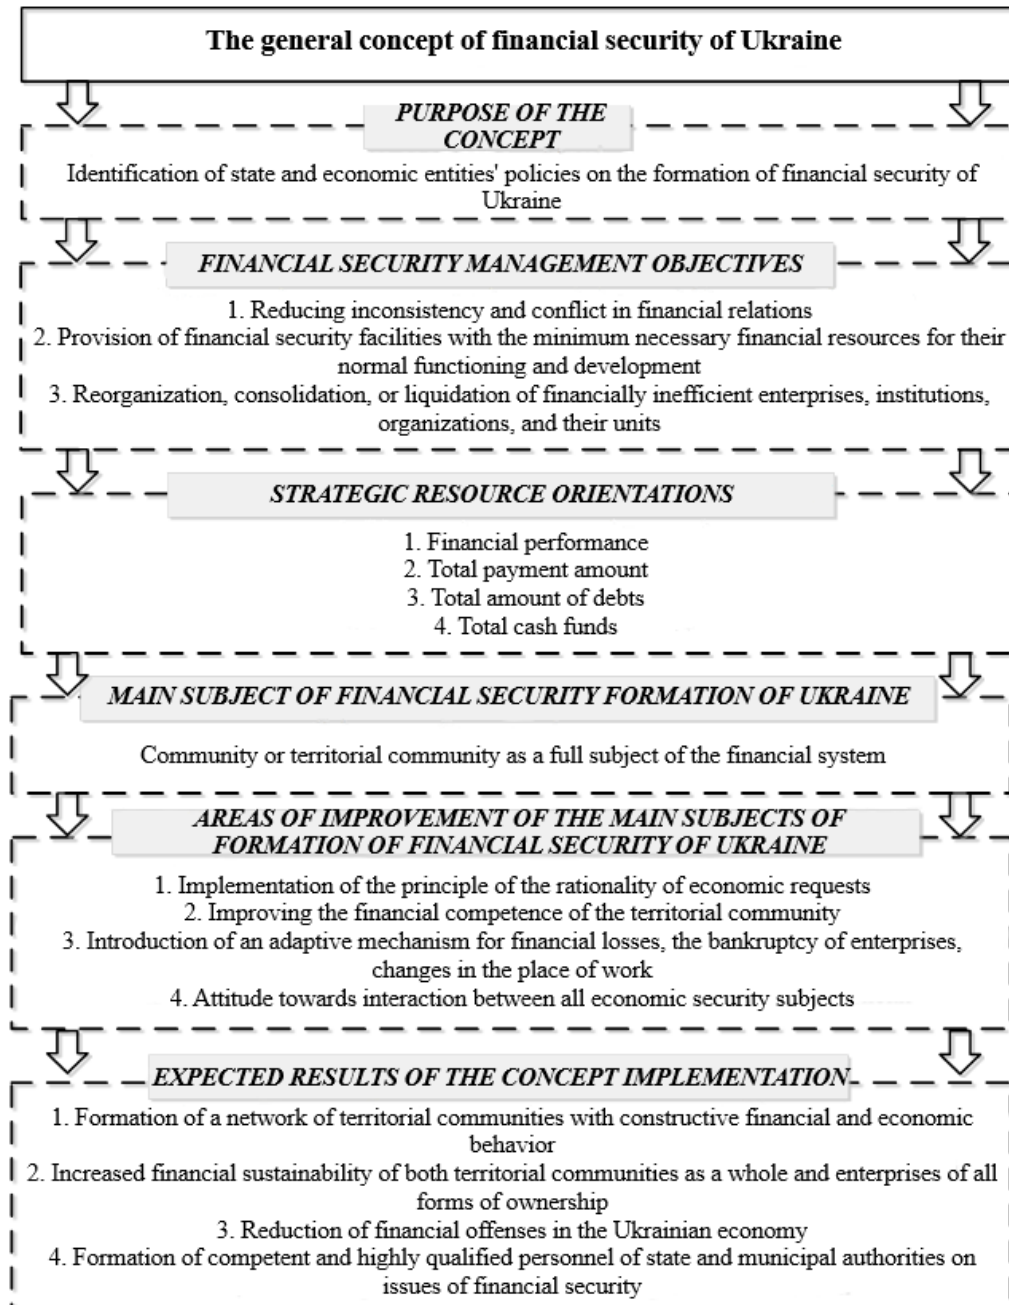 The general concept of financial security of Ukraine
PURPOSE OF THE
CONCEPT
Identification of state and economic entities' policies on the formation of financial security of
Ukraine
FINANCIAL SECURITY MANAGEMENT OBJECTIVES
1. Reducing inconsistency and conflict in financial relations
2. Provision of financial security facilities with the minimum necessary financial resources for their
normal functioning and development
3. Reorganization, consolidation, or liquidation of financially inefficient enterprises, institutions,
organizations, and their units
STRATEGIC RESOURCE ORIENTATIONS
1. Financial performance
2. Total payment amount
3. Total amount of debts
4. Total cash funds
MAIN SUBJECT OF FINANCIAL SECURITY FORMATION OF UKRAINE
Community or territorial community as a full subject of the financial system
AREAS OF IMPROVEMENT OF THE MAIN SUBJECTS OF
FORMATION OF FINANCIAL SECURITY OF UKRAINE
1. Implementation of the principle of the rationality of economic requests
2. Improving the financial competence of the territorial community
3. Introduction of an adaptive mechanism for financial losses, the bankruptcy of enterprises,
changes in the place of work
4. Attitude towards interaction between all economic security subjects
EXPECTED RESULTS OF THE CONCEPT IMPLEMENTATION
1. Formation of a network of territorial communities with constructive financial and economic
behavior
2. Increased financial sustainability of both territorial communities as a whole and enterprises of all
forms of ownership
3. Reduction of financial offenses in the Ukrainian economy
4. Formation of competent and highly qualified personnel of state and municipal authorities on
issues of financial security